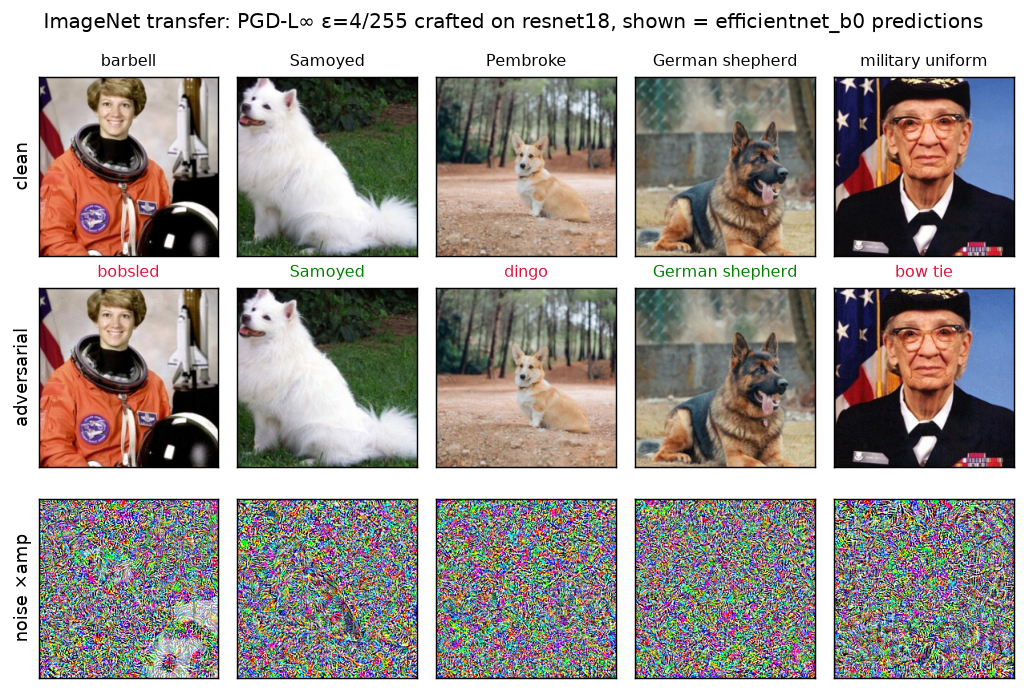 ImageNet transfer: PGD-L∞ ε=4/255 crafted on resnet18, shown = efficientnet_b0 predictions
barbell Samoyed Pembroke German shepherd military uniform
clean
bobsled Samoyed dingo German shepherd bow tie
adversarial
noise ×amp